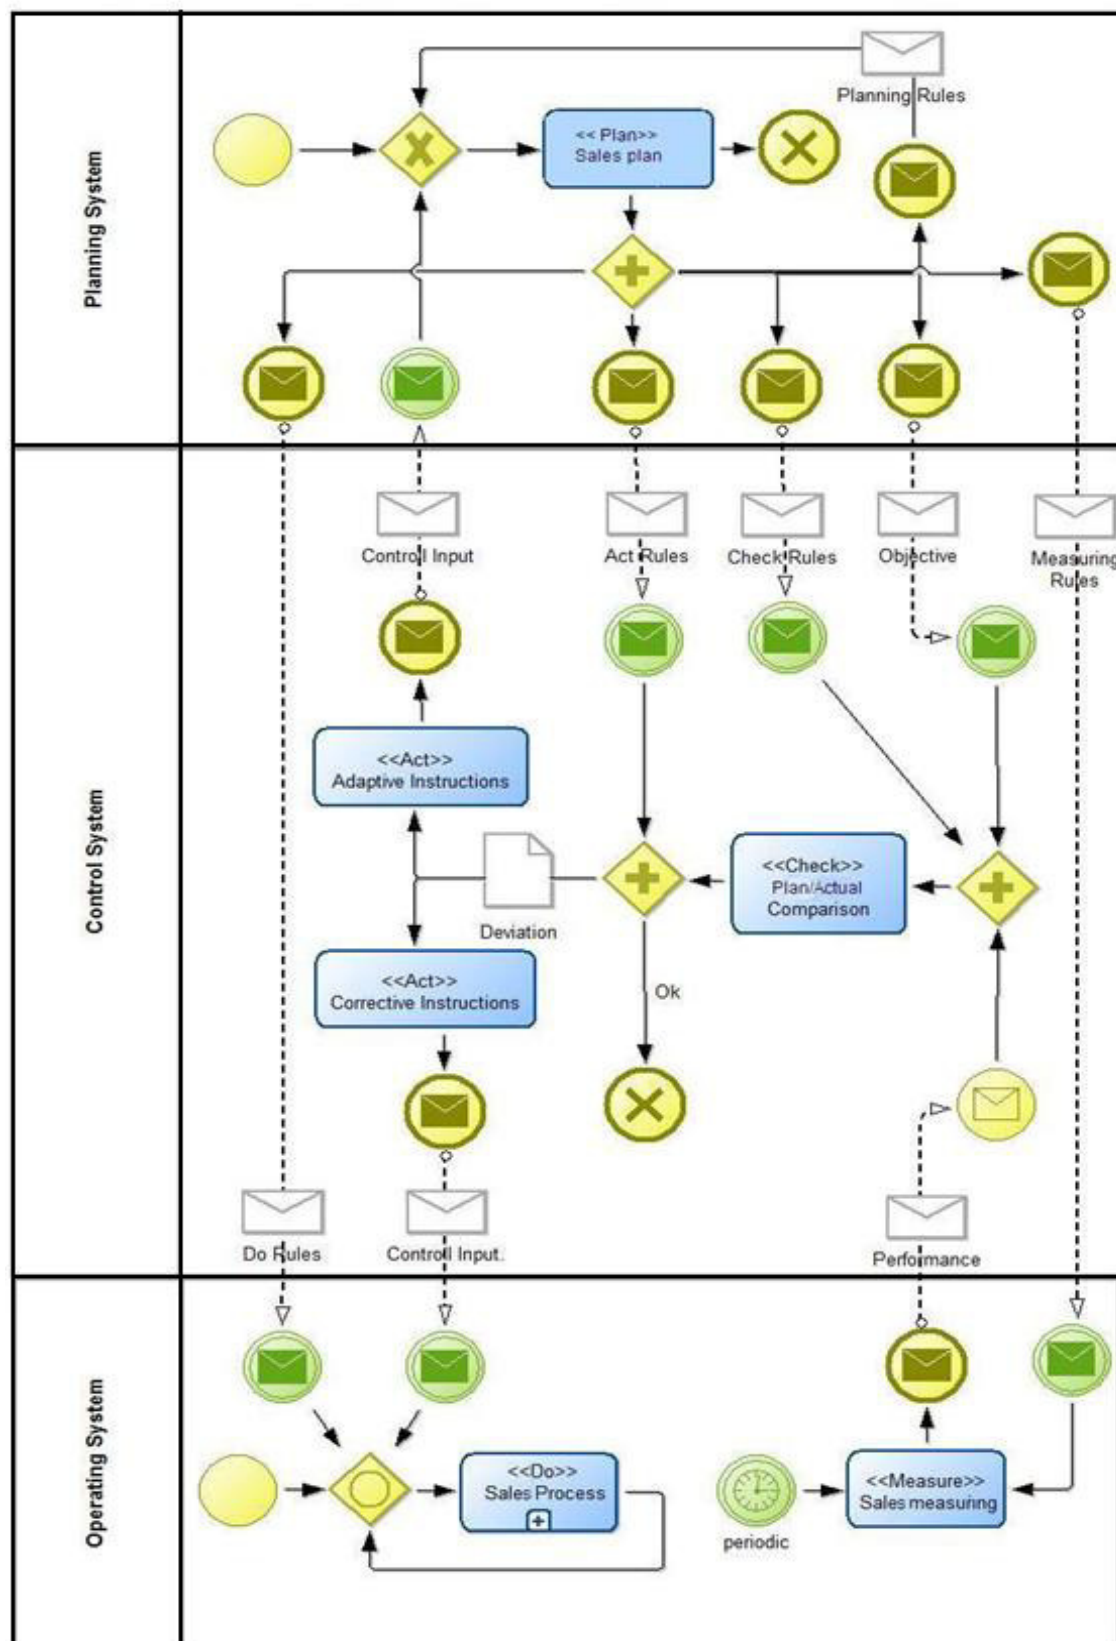 Planning System
Planning Rules
<< Plan>>
Sales plan
Control System
Controll Input
Act Rules
Check Rules
Objective
Measuring
Rules
<<Act>>
Adaptive Instructions
<<Check>>
Plan/Actual
Comparison
Deviation
<<Act>>
Corrective Instructions
Ok
Do Rules
Controll Input.
Performance
Operating System
<<Do>>
Sales Process
<<Measure>>
Sales measuring
periodic